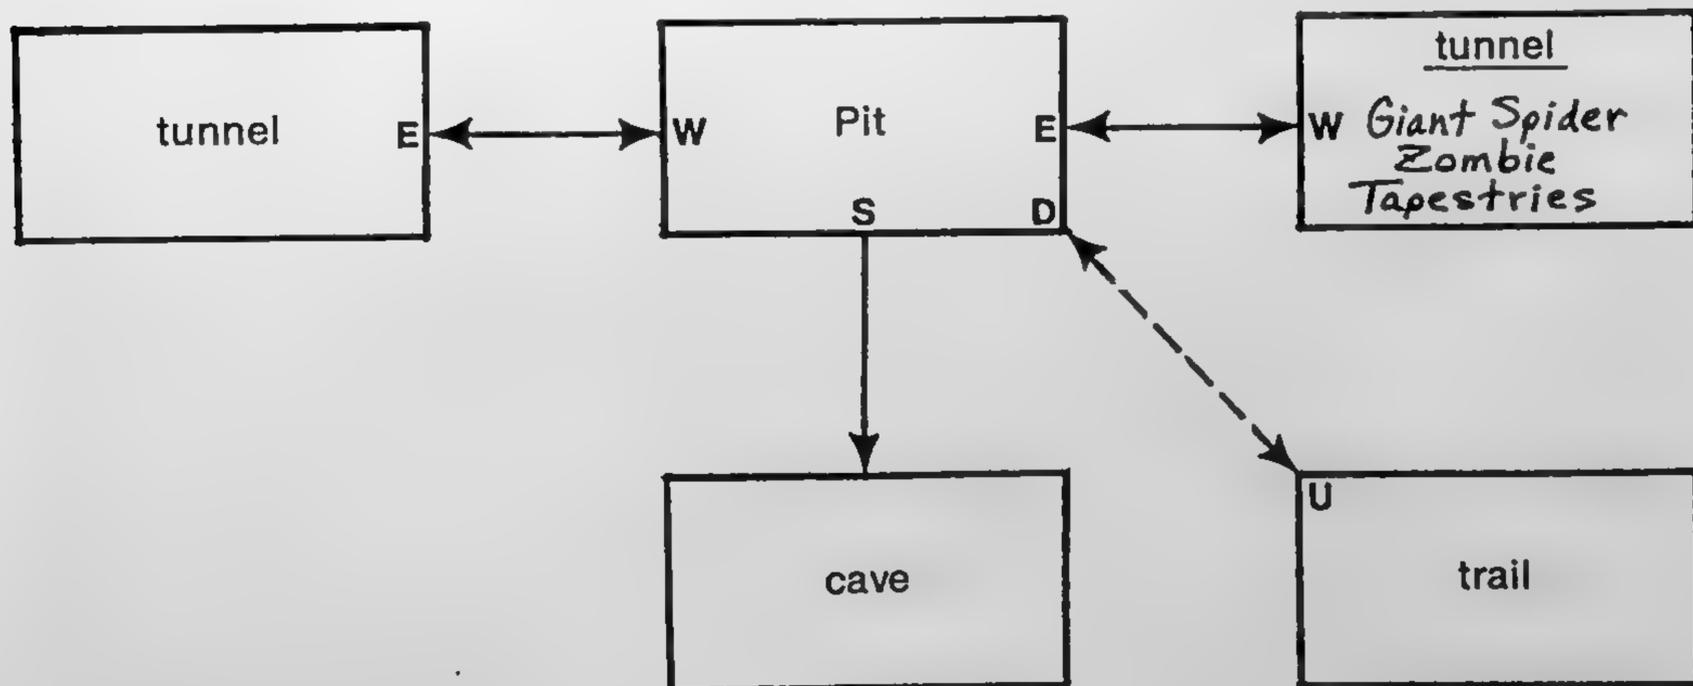 tunnel
E
W
Pit
E
S
D
tunnel
W Giant Spider
Zombie
Tapestries
cave
U
trail